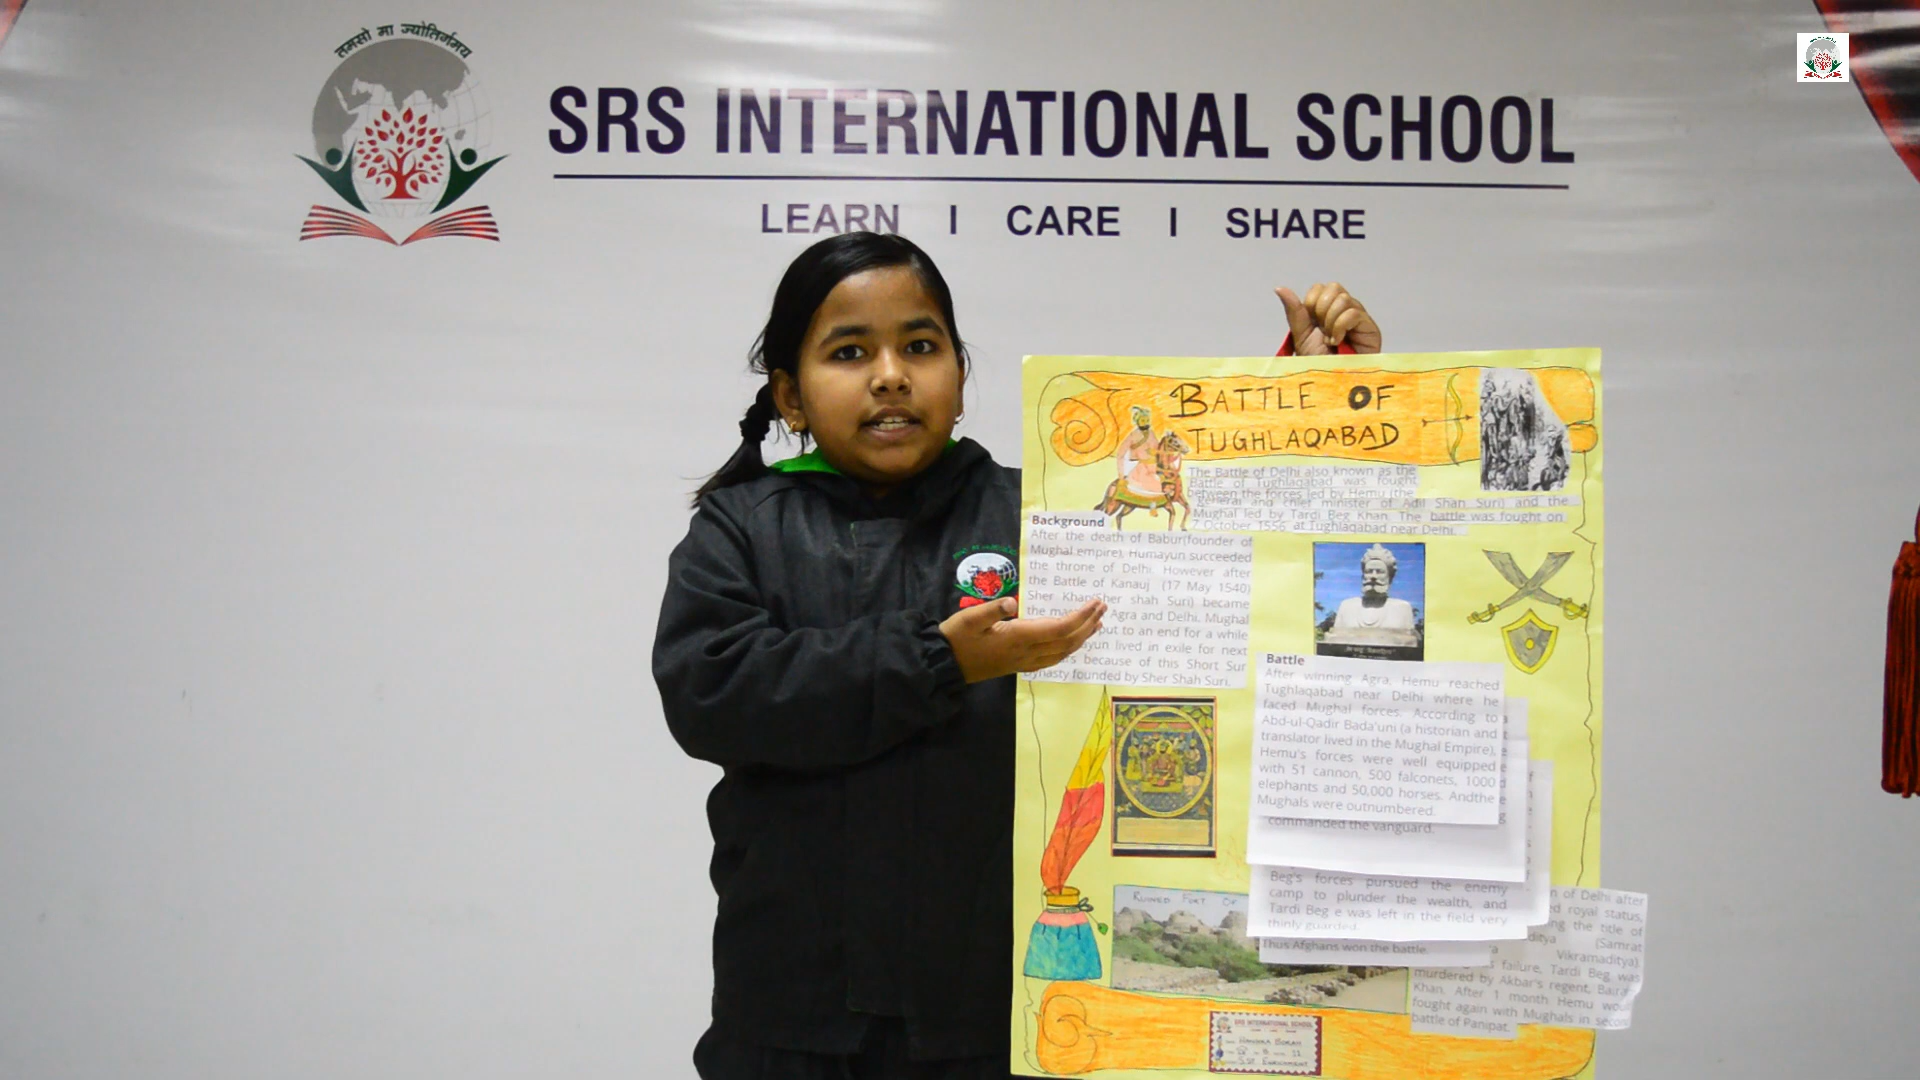 तमसो मा ज्योतिर्गमय
SRS INTERNATIONAL SCHOOL
LEARN I CARE I SHARE
BATTLE OF
TUGHLAQABAD
The Battle of Delhi also known as the
Battle of Tughlaqabad was fought
between the forces led by Hemu (the
general and chief minister of Adil Shah Suri) and the
Mughal led by Tardi Beg Khan. The battle was fought on
7 October 1556 at Tughlaqabad near Delhi.
Background
After the death of Babur(founder of
Mughal empire), Humayun succeeded
the throne of Delhi. However after
the Battle of Kanauj (17 May 1540)
Sher Khan(Sher shah Suri) became
the Agra and Delhi. Mughal
put to an end for a while
lived in exile for next
because of this Short Sur
Dynasty founded by Sher Shah Suri.
Battle
After winning Agra, Hemu reached
Tughlaqabad near Delhi where he
faced Mughal forces. According to
Abd-ul-Qadir Bada'uni (a historian and
translator lived in the Mughal Empire),
Hemu's forces were well equipped
with 51 cannon, 500 falconets, 1000
elephants and 50,000 horses. Andthe
Mughals were outnumbered.
commanded the vanguard.
Beg's forces pursued the enemy
camp to plunder the wealth, and
Tardi Beg e was left in the field very
thinly guarded.
Thus Afghans won the battle.
of Delhi after
royal status,
the title of
(Samrat
Vikramaditya)
failure, Tardi Beg was
murdered by Akbar's regent,
Khan. After 1 month Hemu
fought again with Mughals in
battle of Panipat.
RUINED FORT OF
SRS INTERNATIONAL SCHOOL
BORAH
S.ST ENRICHMENT